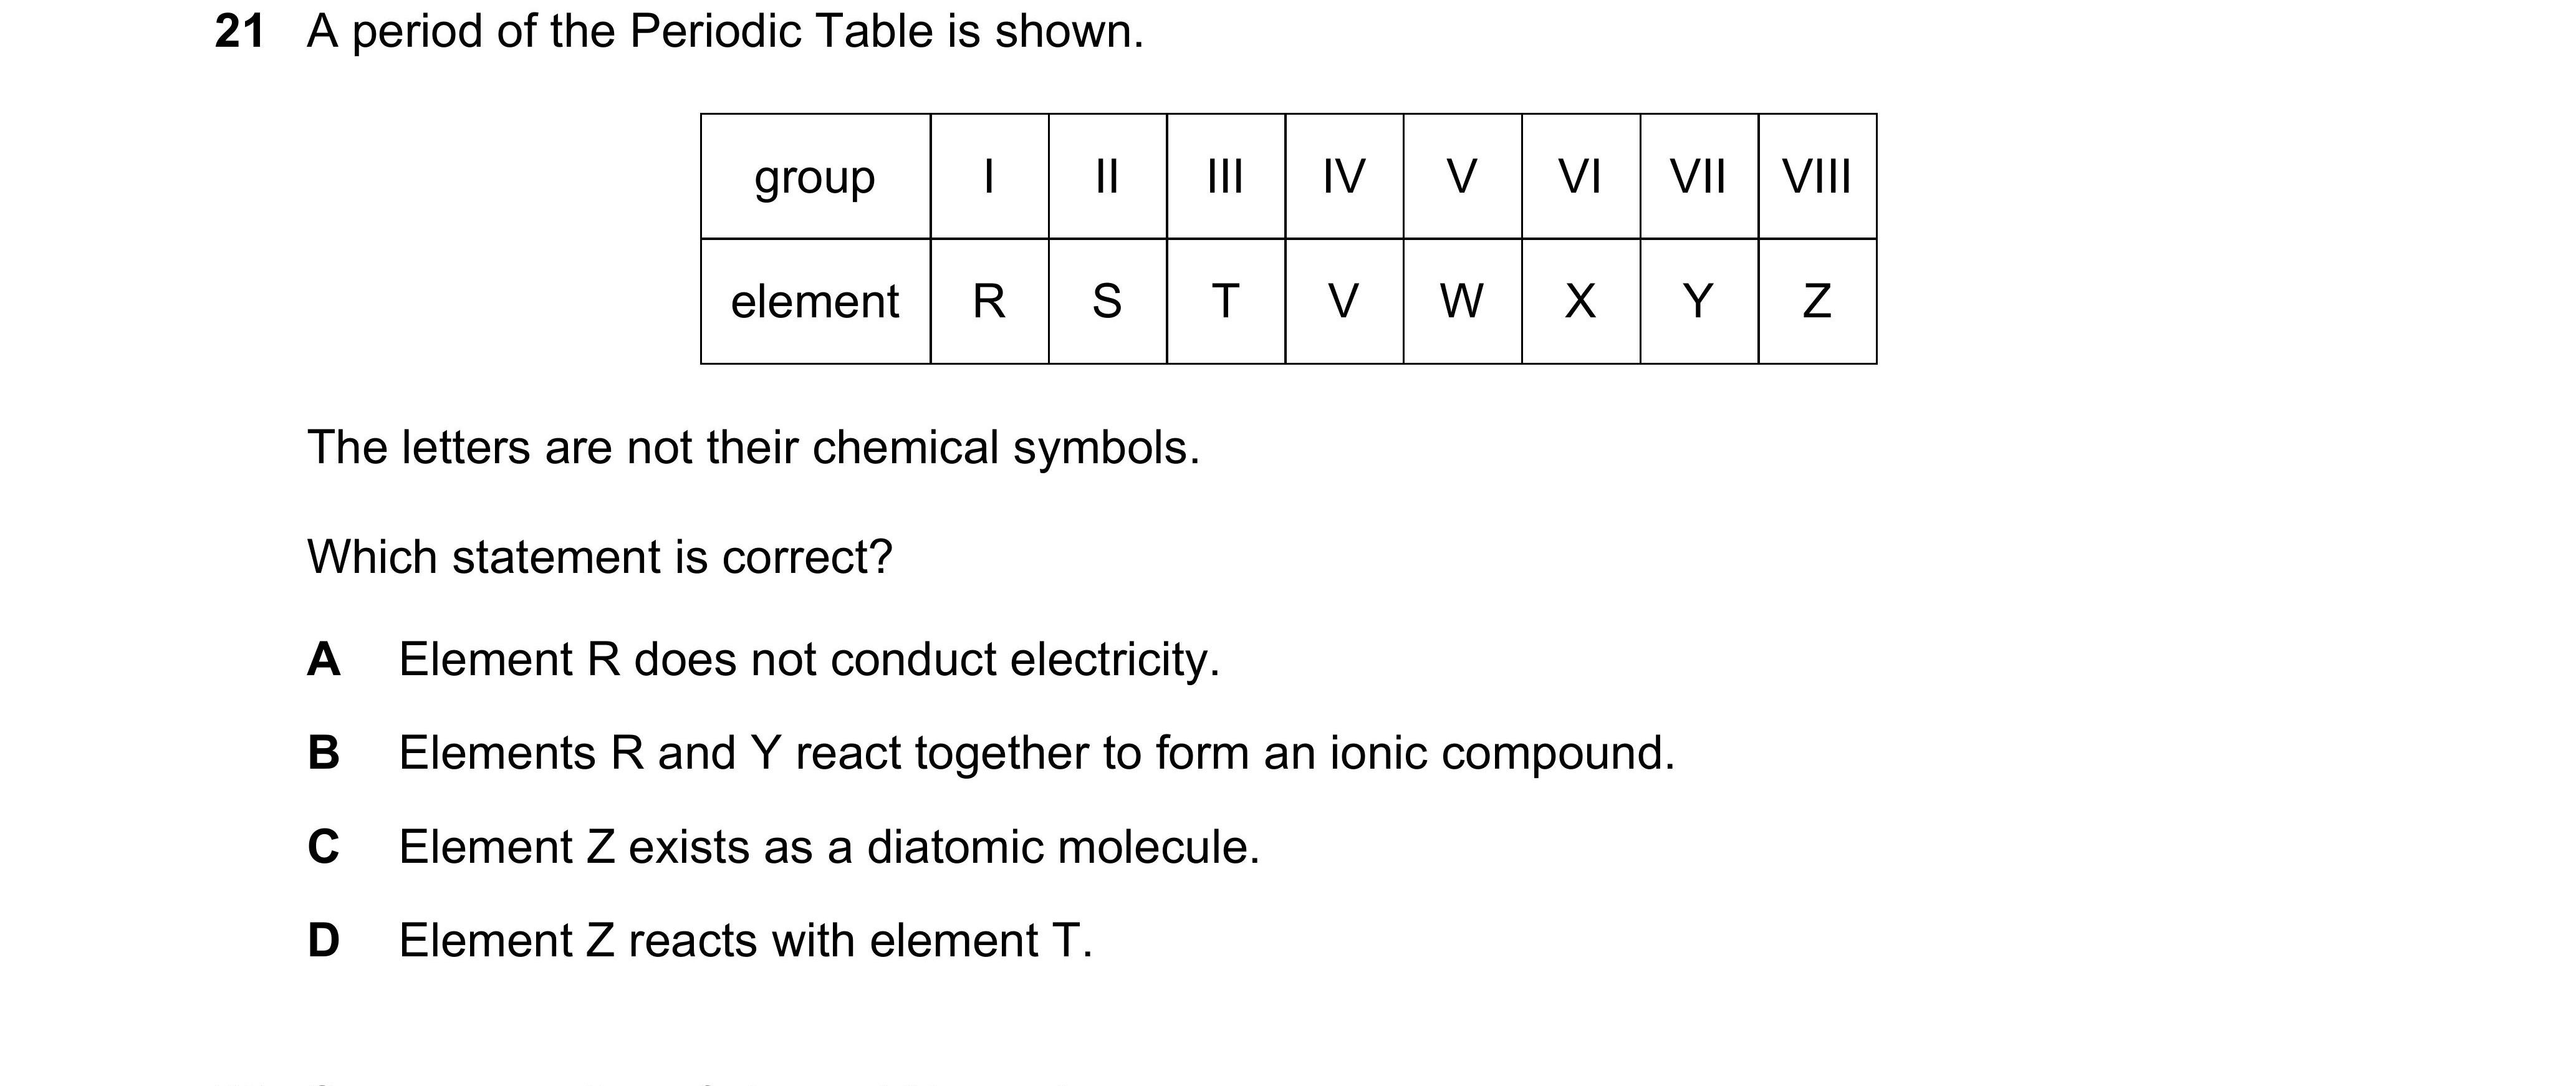 21 A period of the Periodic Table is shown.
group I II III IV V VI VII VIII
element R S T V W X Y Z
The letters are not their chemical symbols.
Which statement is correct?
A Element R does not conduct electricity.
B Elements R and Y react together to form an ionic compound.
C Element Z exists as a diatomic molecule.
D Element Z reacts with element T.